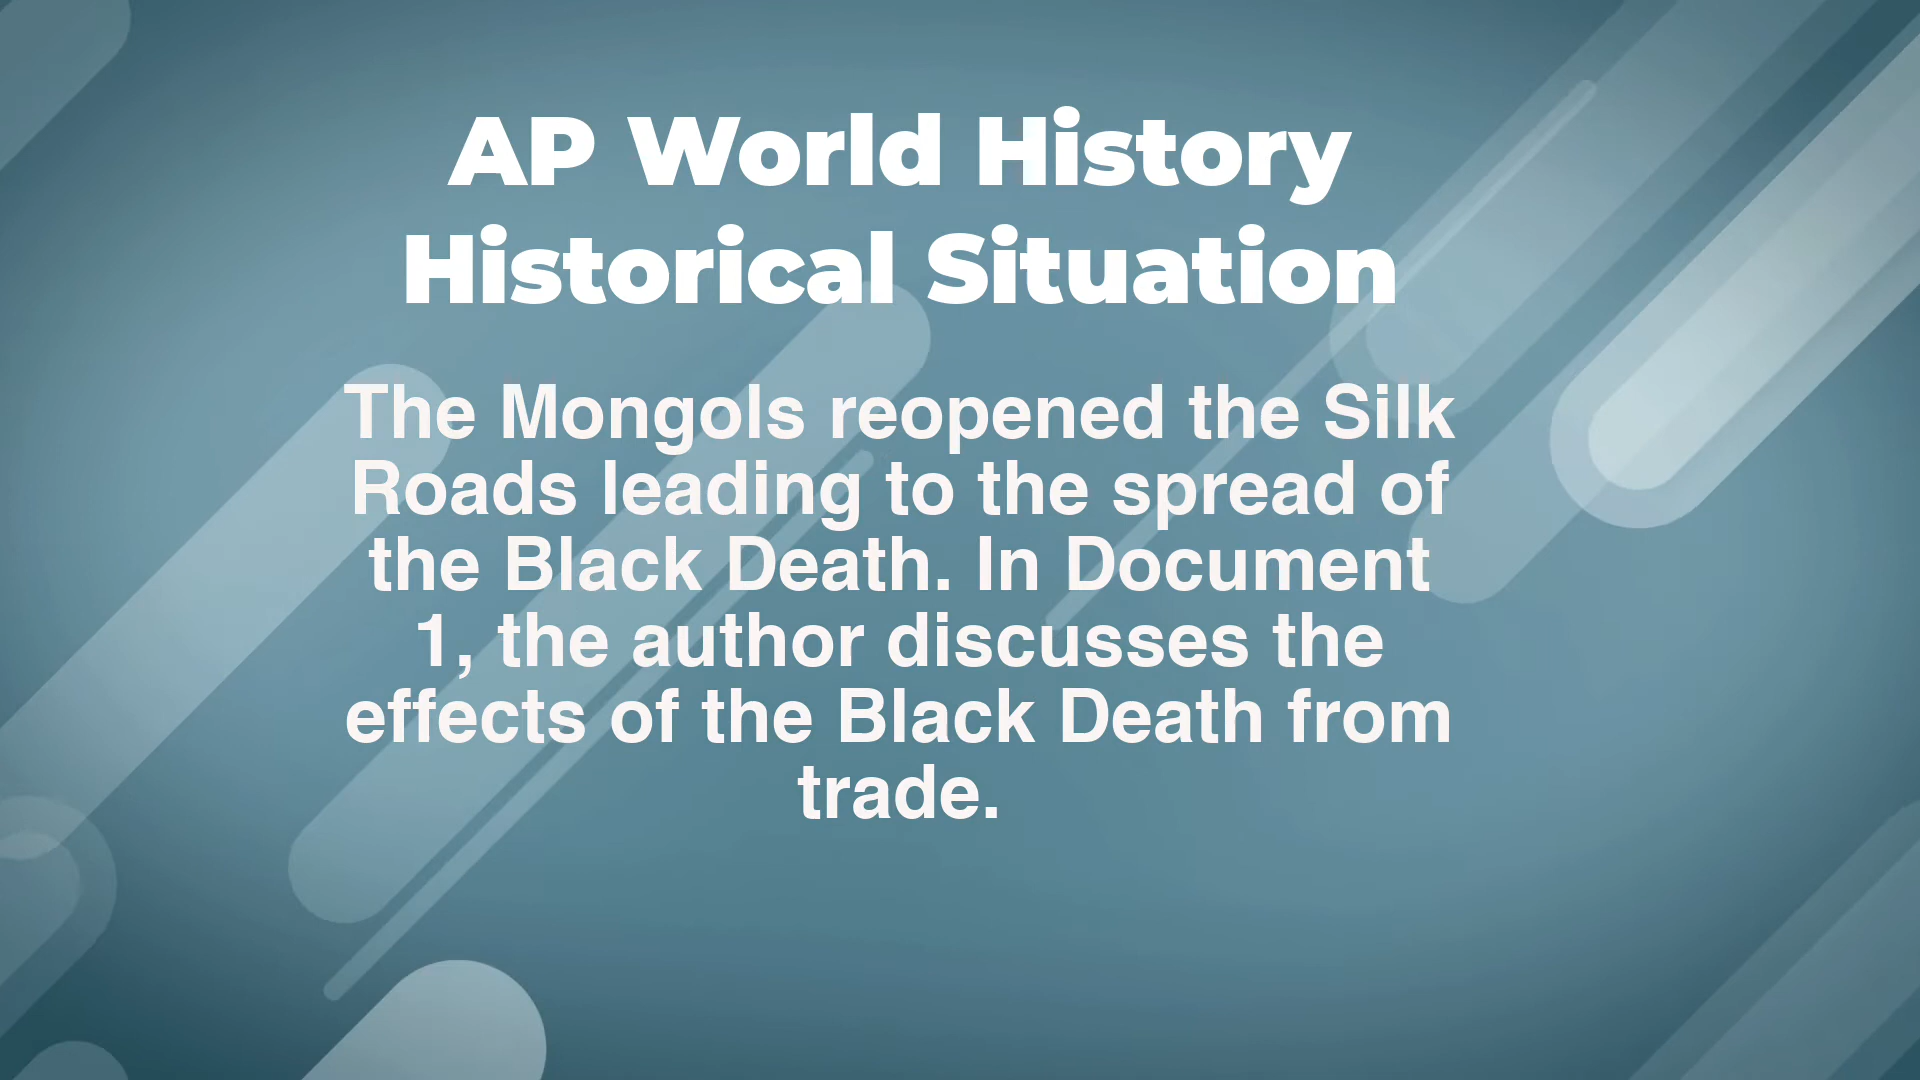 AP World History
Historical Situation
The Mongols reopened the Silk
Roads leading to the spread of
the Black Death. In Document
1, the author discusses the
effects of the Black Death from
trade.